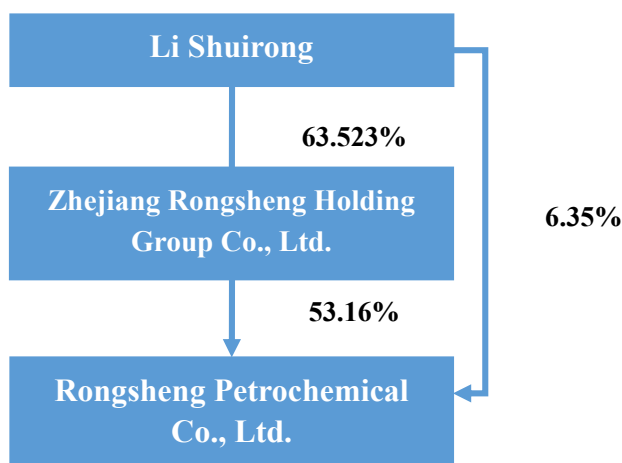 Li Shuirong
63.523%
Zhejiang Rongsheng Holding
Group Co., Ltd.
6.35%
53.16%
Rongsheng Petrochemical
Co., Ltd.